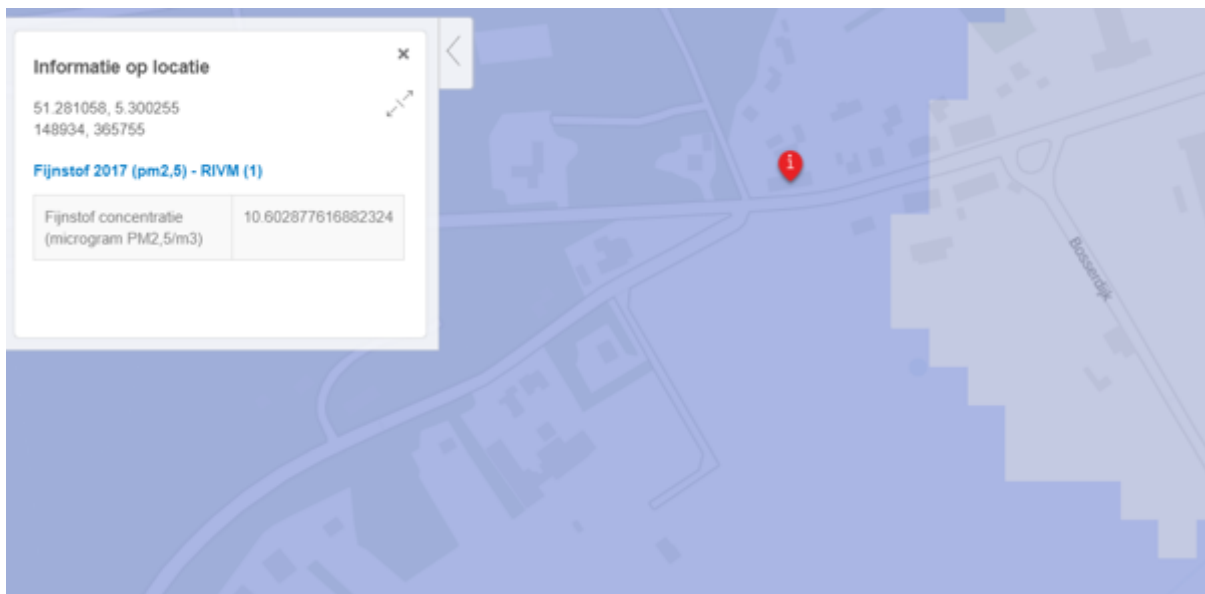 Informatie op locatie
51.281058, 5.300255
148934, 365755
Fijnstof 2017 (pm2,5) - RIVM (1)
Fijnstof concentratie 10.602877616882324
(microgram PM2,5/m3)
Bosserdijk